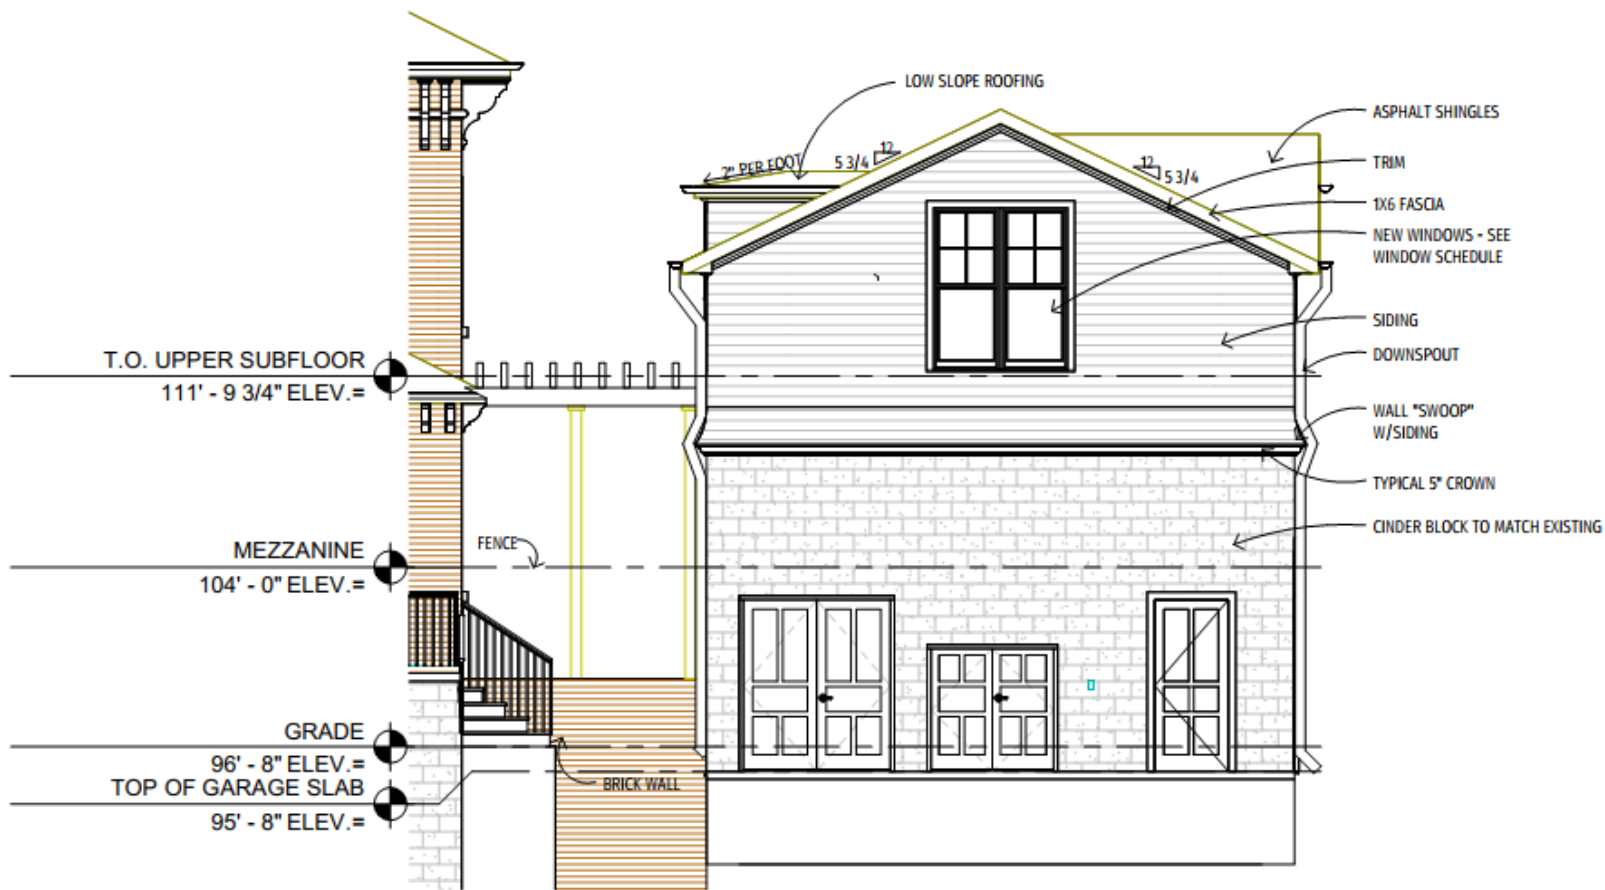 LOW SLOPE ROOFING
ASPHALT SHINGLES
12
5 3/4
2" PER FOOT
12
5 3/4
TRIM
1X6 FASCIA
NEW WINDOWS - SEE
WINDOW SCHEDULE
SIDING
DOWNSPOUT
T.O. UPPER SUBFLOOR
111' - 9 3/4" ELEV.=
WALL "SWOOP"
W/SIDING
TYPICAL 5" CROWN
CINDER BLOCK TO MATCH EXISTING
FENCE
MEZZANINE
104' - 0" ELEV.=
GRADE
96' - 8" ELEV.=
TOP OF GARAGE SLAB
95' - 8" ELEV.=
BRICK WALL